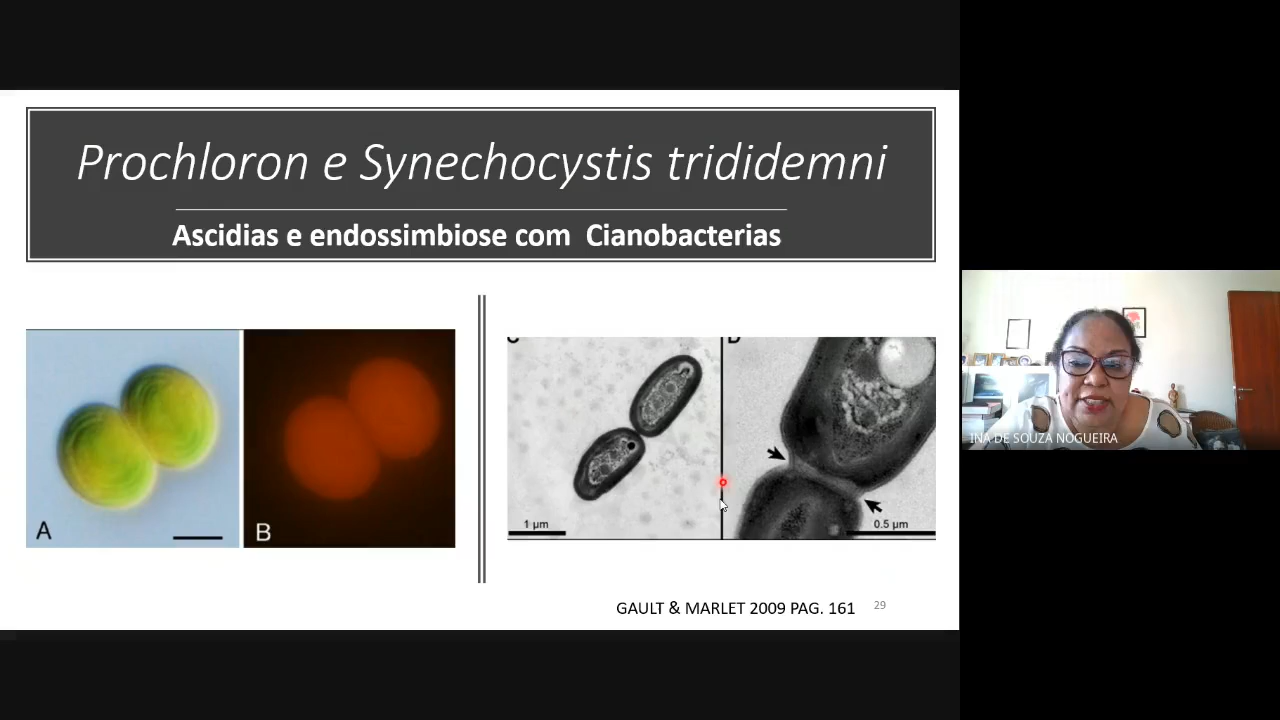 Prochloron e Synechocystis trididemni
Ascidias e endossimbiose com Cianobacterias
A
B
C
D
1 µm
0.5 µm
GAULT & MARLET 2009 PAG. 161
29
INA DE SOUZA NOGUEIRA